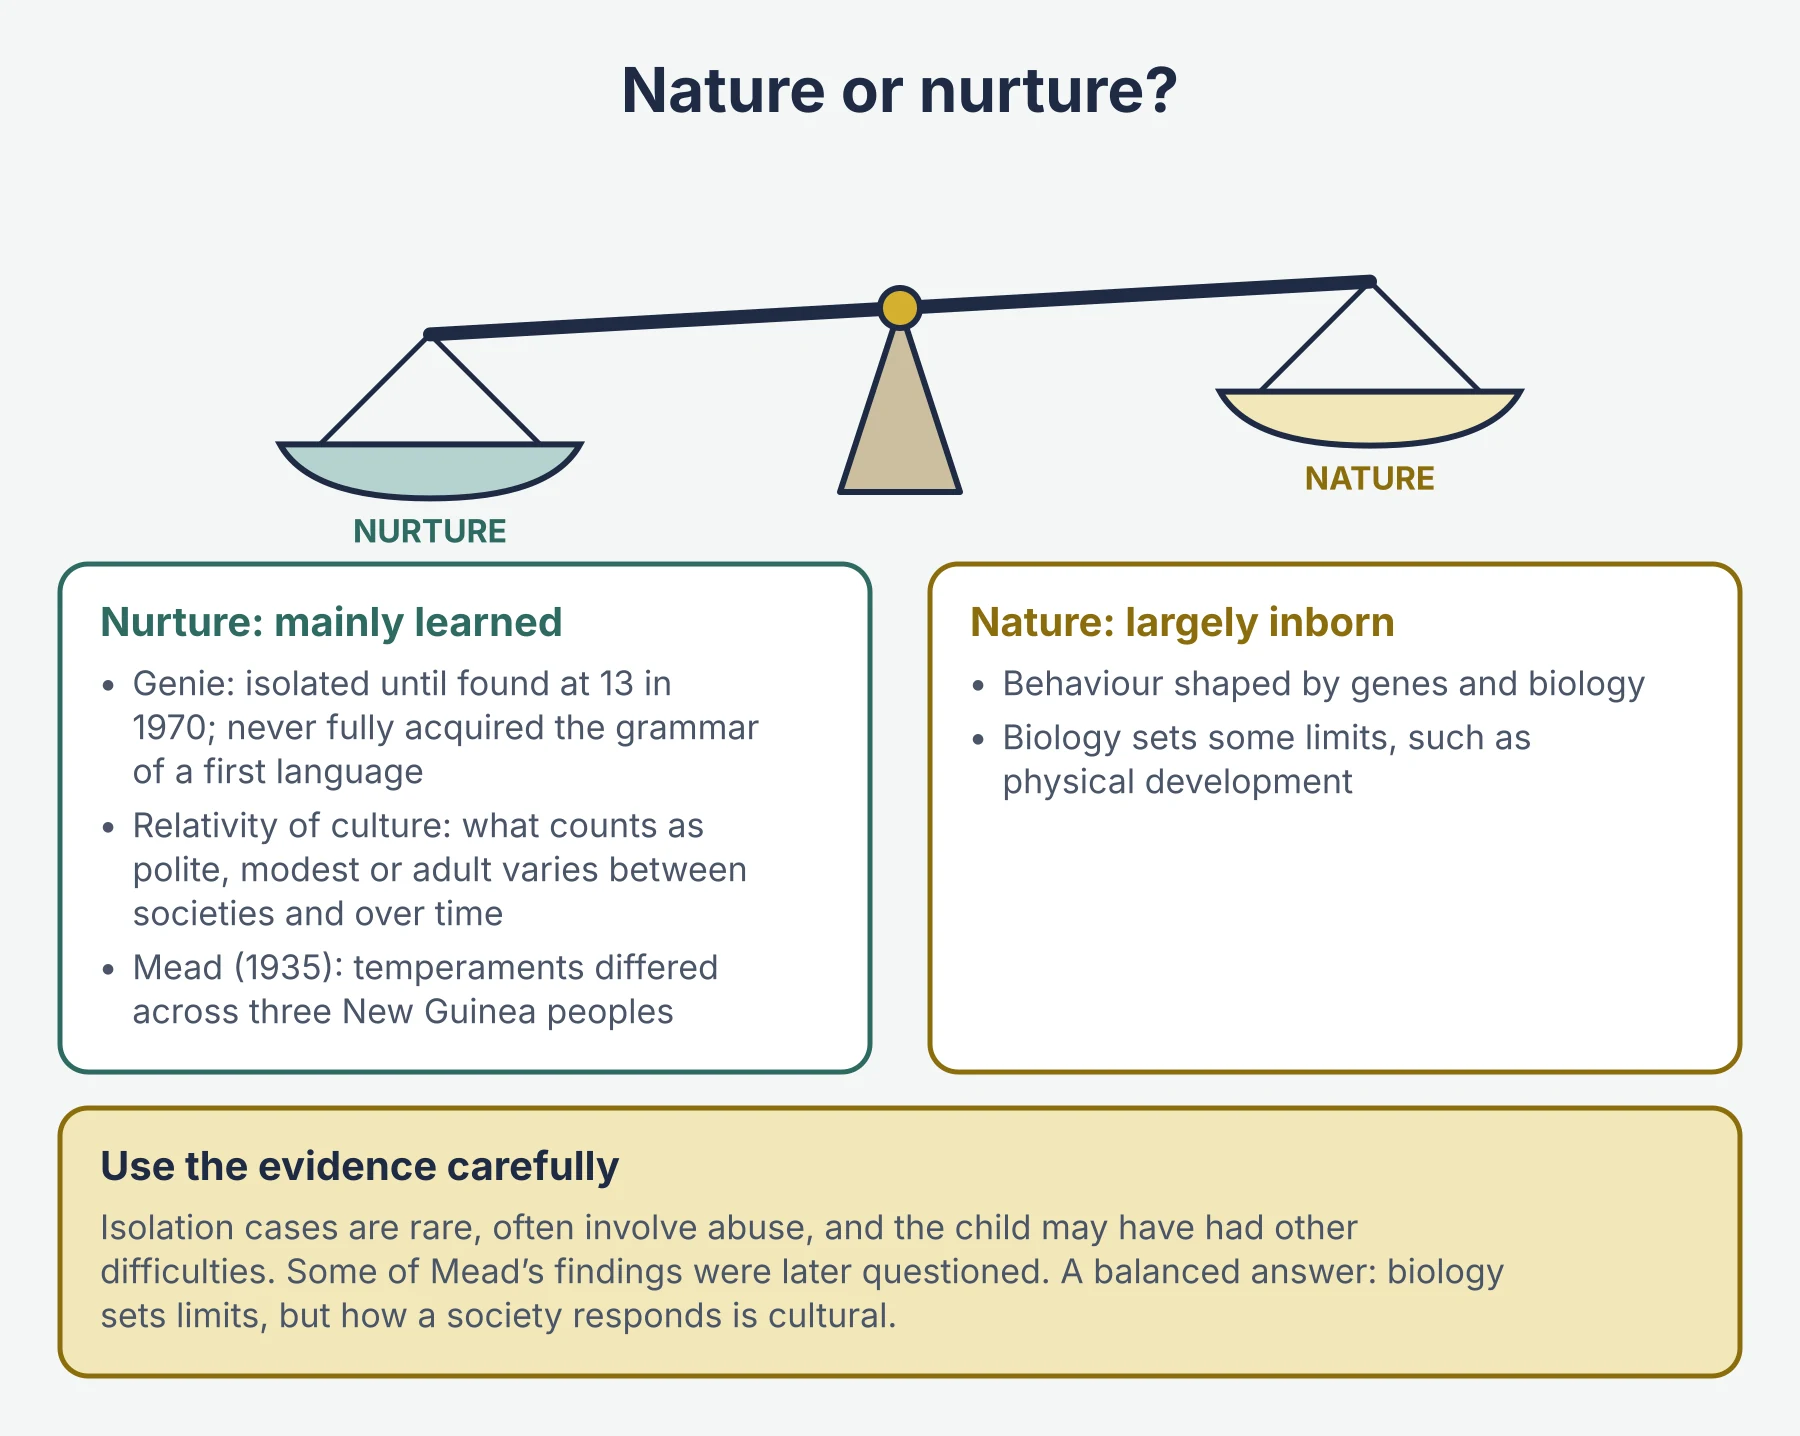 Nature or nurture?
NURTURE
NATURE
Nurture: mainly learned
• Genie: isolated until found at 13 in
1970; never fully acquired the grammar
of a first language
• Relativity of culture: what counts as
polite, modest or adult varies between
societies and over time
• Mead (1935): temperaments differed
across three New Guinea peoples
Nature: largely inborn
• Behaviour shaped by genes and biology
• Biology sets some limits, such as
physical development
Use the evidence carefully
Isolation cases are rare, often involve abuse, and the child may have had other
difficulties. Some of Mead’s findings were later questioned. A balanced answer: biology
sets limits, but how a society responds is cultural.